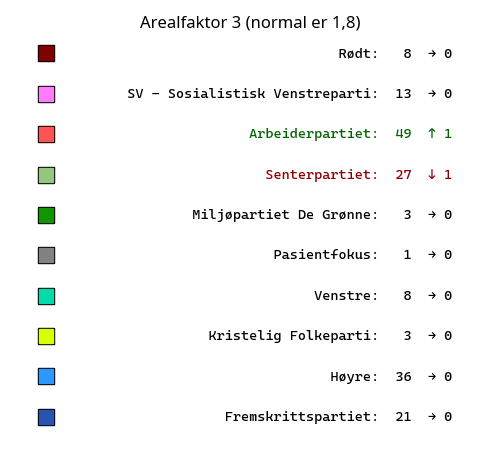 Arealfaktor 3 (normal er 1,8)
Rødt: 8 → 0
SV – Sosialistisk Venstreparti: 13 → 0
Arbeiderpartiet: 49 ↑ 1
Senterpartiet: 27 ↓ 1
Miljøpartiet De Grønne: 3 → 0
Pasientfokus: 1 → 0
Venstre: 8 → 0
Kristelig Folkeparti: 3 → 0
Høyre: 36 → 0
Fremskrittspartiet: 21 → 0